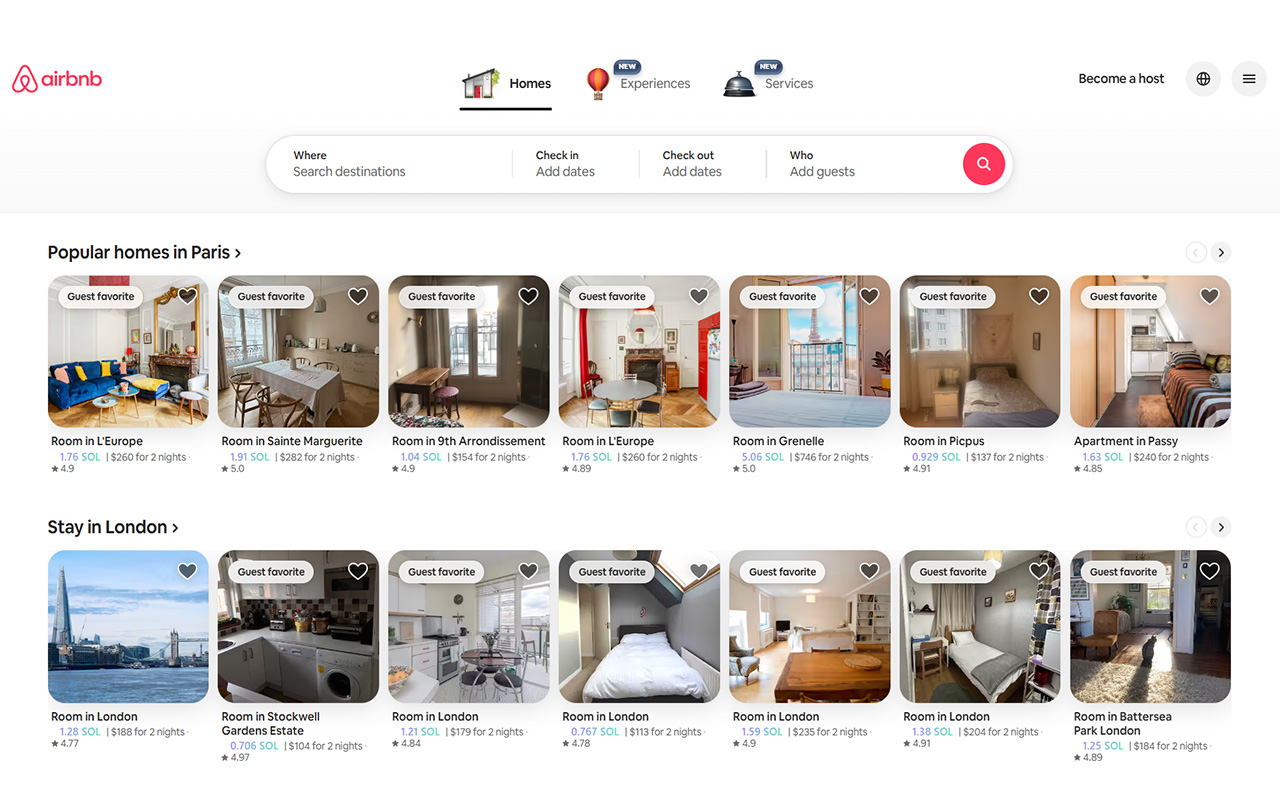 airbnb
Homes
NEW
Experiences
NEW
Services
Become a host
Where
Search destinations
Check in
Add dates
Check out
Add dates
Who
Add guests
Popular homes in Paris
Guest favorite
Guest favorite
Guest favorite
Guest favorite
Guest favorite
Guest favorite
Guest favorite
Room in L'Europe
1.76 SOL | $260 for 2 nights ·
★ 4.9
Room in Sainte Marguerite
1.91 SOL | $282 for 2 nights ·
★ 5.0
Room in 9th Arrondissement
1.04 SOL | $154 for 2 nights ·
★ 4.9
Room in L'Europe
1.76 SOL | $260 for 2 nights ·
★ 4.89
Room in Grenelle
5.06 SOL | $746 for 2 nights ·
★ 5.0
Room in Picpus
0.929 SOL | $137 for 2 nights ·
★ 4.91
Apartment in Passy
1.63 SOL | $240 for 2 nights ·
★ 4.85
Stay in London
Guest favorite
Guest favorite
Guest favorite
Guest favorite
Guest favorite
Guest favorite
Room in London
1.28 SOL | $188 for 2 nights ·
★ 4.77
Room in Stockwell
Gardens Estate
0.706 SOL | $104 for 2 nights ·
★ 4.97
Room in London
1.21 SOL | $179 for 2 nights ·
★ 4.84
Room in London
0.767 SOL | $113 for 2 nights ·
★ 4.78
Room in London
1.59 SOL | $235 for 2 nights ·
★ 4.9
Room in London
1.38 SOL | $204 for 2 nights ·
★ 4.91
Room in Battersea
Park London
1.25 SOL | $184 for 2 nights ·
★ 4.89